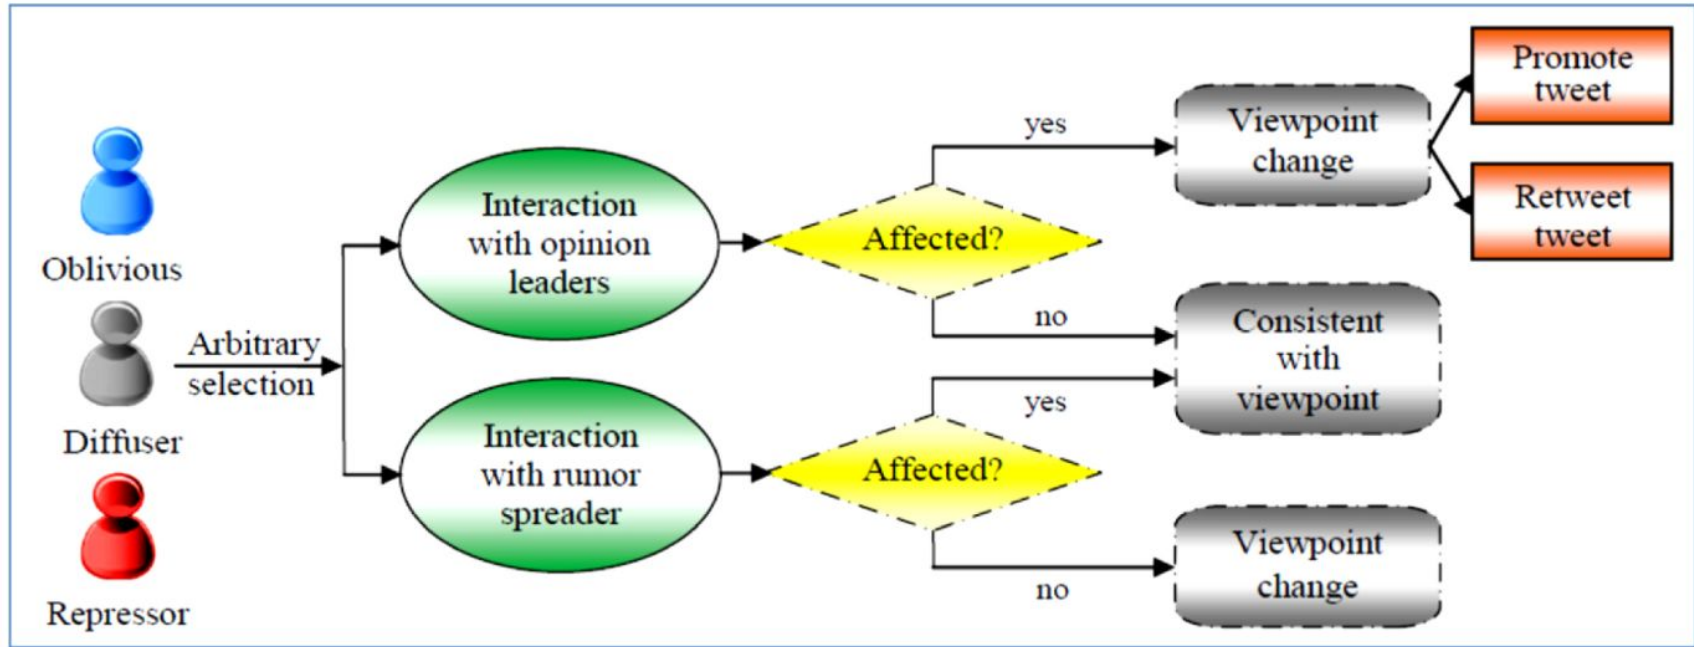 Oblivious
Diffuser
Repressor
Arbitrary
selection
Interaction
with opinion
leaders
Interaction
with rumor
spreader
Affected?
yes
no
Affected?
yes
no
Viewpoint
change
Consistent
with
viewpoint
Viewpoint
change
Promote
tweet
Retweet
tweet